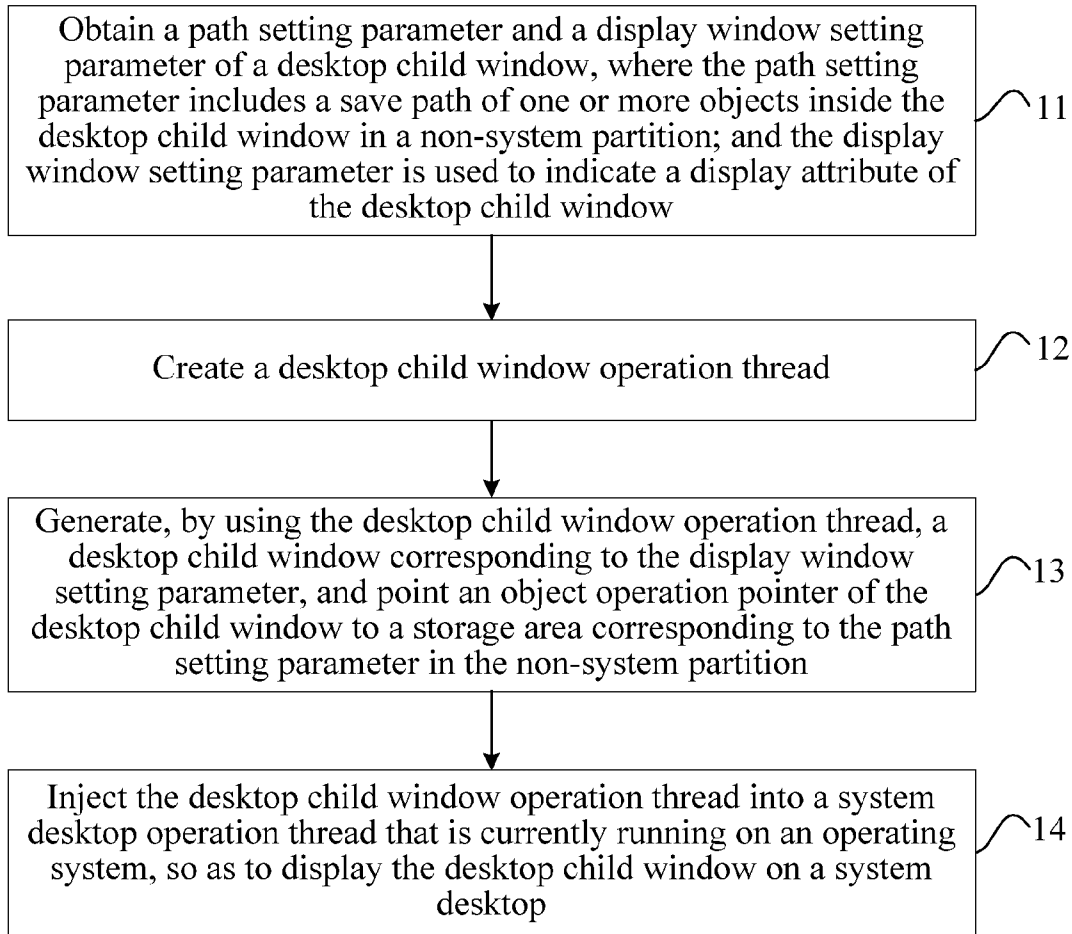 Obtain a path setting parameter and a display window setting
parameter of a desktop child window, where the path setting
parameter includes a save path of one or more objects inside the
desktop child window in a non-system partition; and the display
window setting parameter is used to indicate a display attribute of
the desktop child window
11
Create a desktop child window operation thread
12
Generate, by using the desktop child window operation thread, a
desktop child window corresponding to the display window
setting parameter, and point an object operation pointer of the
desktop child window to a storage area corresponding to the path
setting parameter in the non-system partition
13
Inject the desktop child window operation thread into a system
desktop operation thread that is currently running on an operating
system, so as to display the desktop child window on a system
desktop
14